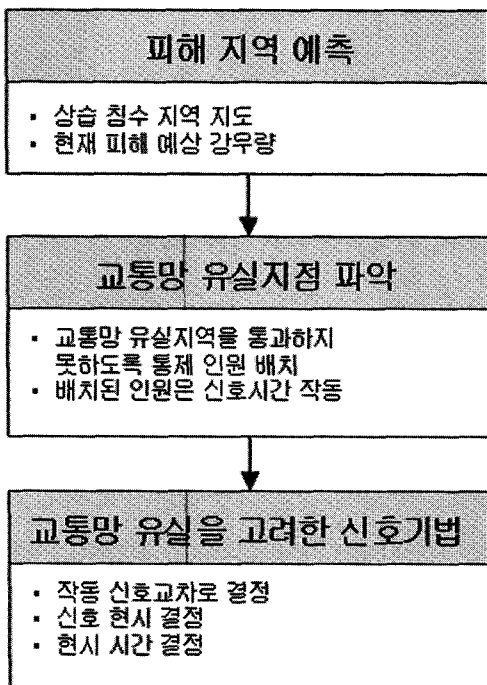 피해 지역 예측
▪ 상습 침수 지역 지도
▪ 현재 피해 예상 강우량
교통망 유실지점 파악
▪ 교통망 유실지역을 통과하지
못하도록 통제 인원 배치
▪ 배치된 인원은 신호시간 작동
교통망 유실을 고려한 신호기법
▪ 작동 신호교차로 결정
▪ 신호 현시 결정
▪ 현시 시간 결정